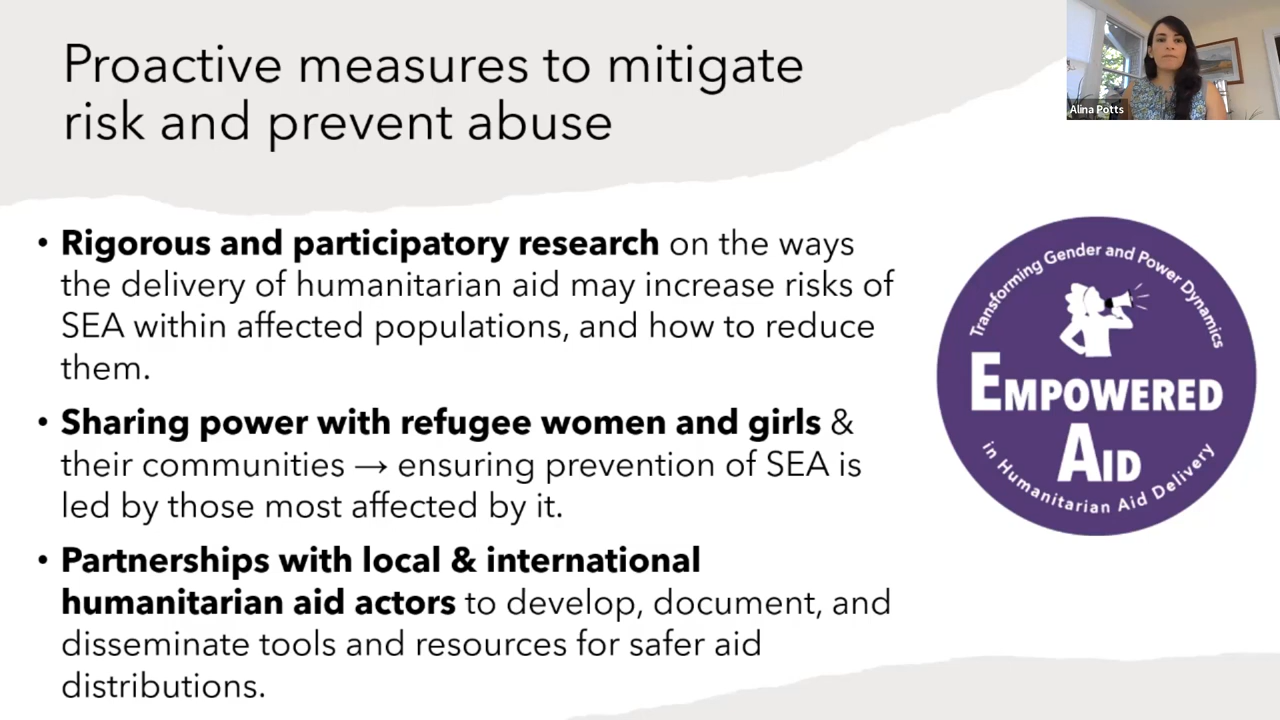 Proactive measures to mitigate
risk and prevent abuse
Alina Potts
• Rigorous and participatory research on the ways
the delivery of humanitarian aid may increase risks of
SEA within affected populations, and how to reduce
them.
• Sharing power with refugee women and girls &
their communities → ensuring prevention of SEA is
led by those most affected by it.
• Partnerships with local & international
humanitarian aid actors to develop, document, and
disseminate tools and resources for safer aid
distributions.
Transforming Gender and Power Dynamics
EMPOWERED
AID
in Humanitarian Aid Delivery